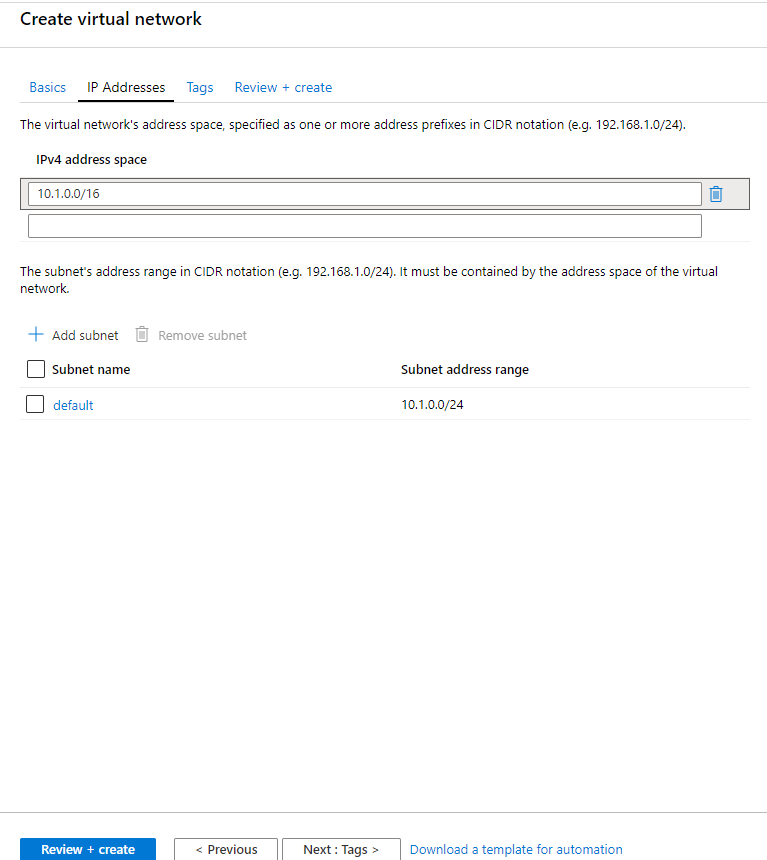 Create virtual network
Basics IP Addresses Tags Review + create
The virtual network's address space, specified as one or more address prefixes in CIDR notation (e.g. 192.168.1.0/24).
IPv4 address space
10.1.0.0/16
The subnet's address range in CIDR notation (e.g. 192.168.1.0/24). It must be contained by the address space of the virtual
network.
Add subnet Remove subnet
Subnet name Subnet address range
default 10.1.0.0/24
Review + create < Previous Next : Tags > Download a template for automation